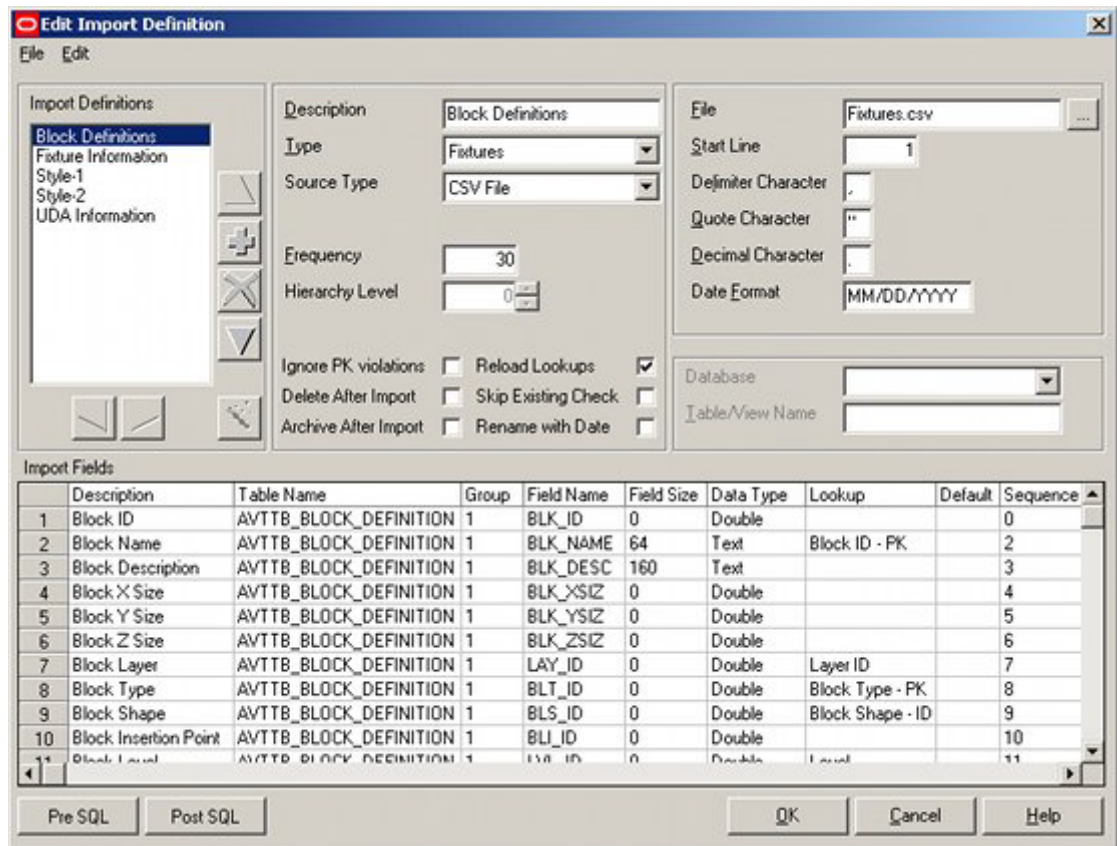 Edit Import Definition
File Edit
Import Definitions
Block Definitions
Fixture Information
Style-1
Style-2
UDA Information
Description Block Definitions
Type Fixtures
Source Type CSV File
Frequency 30
Hierarchy Level 0
Ignore PK violations Reload Lookups
Delete After Import Skip Existing Check
Archive After Import Rename with Date
File Fixtures.csv ...
Start Line 1
Delimiter Character ,
Quote Character "
Decimal Character .
Date Format MM/DD/YYYY
Database
Table/View Name
Import Fields
Description Table Name Group Field Name Field Size Data Type Lookup Default Sequence
1 Block ID AVTTB_BLOCK_DEFINITION 1 BLK_ID 0 Double 0
2 Block Name AVTTB_BLOCK_DEFINITION 1 BLK_NAME 64 Text Block ID - PK 2
3 Block Description AVTTB_BLOCK_DEFINITION 1 BLK_DESC 160 Text 3
4 Block X Size AVTTB_BLOCK_DEFINITION 1 BLK_XSIZ 0 Double 4
5 Block Y Size AVTTB_BLOCK_DEFINITION 1 BLK_YSIZ 0 Double 5
6 Block Z Size AVTTB_BLOCK_DEFINITION 1 BLK_ZSIZ 0 Double 6
7 Block Layer AVTTB_BLOCK_DEFINITION 1 LAY_ID 0 Double Layer ID 7
8 Block Type AVTTB_BLOCK_DEFINITION 1 BLT_ID 0 Double Block Type - PK 8
9 Block Shape AVTTB_BLOCK_DEFINITION 1 BLS_ID 0 Double Block Shape - ID 9
10 Block Insertion Point AVTTB_BLOCK_DEFINITION 1 BLI_ID 0 Double 10
11 Block Level AVTTB_BLOCK_DEFINITION 1 LVL_ID 0 Double Level 11
Pre SQL Post SQL OK Cancel Help